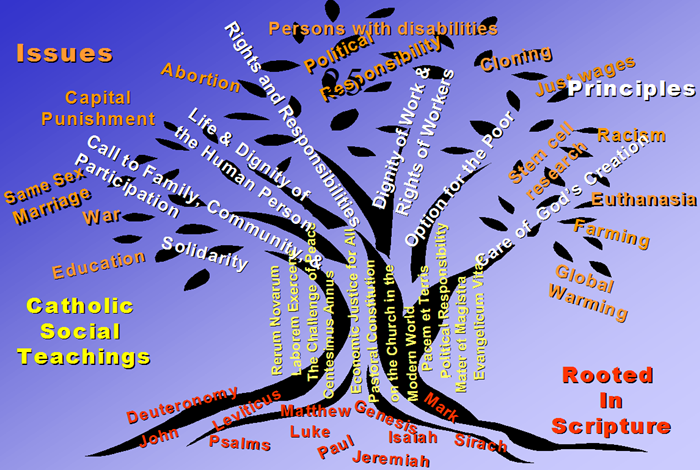 Persons with disabilities
Issues
Political
Responsibility
Cloning
Abortion
Just wages
Principles
Capital
Punishment
Rights and Responsibilities
Dignity of Work &
Rights of Workers
Life & Dignity of
the Human Person
Option for the Poor
Stem cell
research
Racism
Call to Family, Community, &
Participation
Same Sex
Marriage
War
Euthanasia
Care of God's Creation
Farming
Solidarity
Education
Global
Warming
Catholic
Social
Teachings
Rerum Novarum
Laborem Exercens
The Challenge of Peace
Centesimus Annus
Economic Justice for All
Pastoral Constitution
on the Church in the
Modern World
Pacem et Terris
Political Responsibility
Mater et Magistra
Evangelicum Vitae
Rooted
In
Scripture
Deuteronomy
Leviticus
Matthew
Genesis
Mark
John
Psalms
Luke
Paul
Isaiah
Sirach
Jeremiah